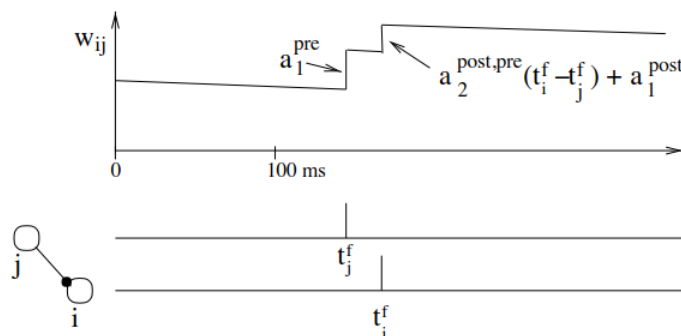 w_ij
a_1^pre
a_2^post,pre(t_i^f−t_j^f) + a_1^post
0
100 ms
j
t_j^f
i
t_i^f